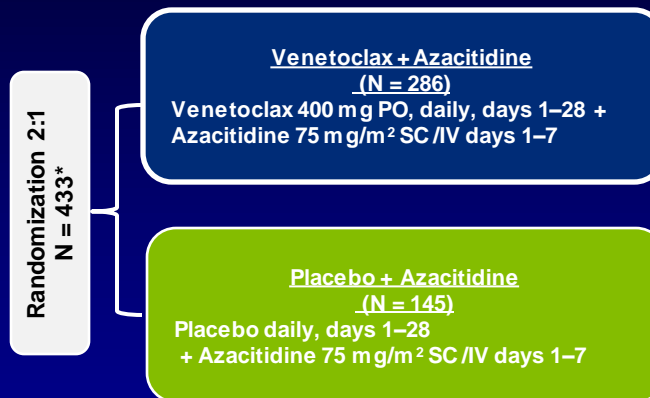 Randomization 2:1
N = 433*
Venetoclax + Azacitidine
(N = 286)
Venetoclax 400 mg PO, daily, days 1–28 +
Azacitidine 75 mg/m² SC /IV days 1–7
Placebo + Azacitidine
(N = 145)
Placebo daily, days 1–28
+ Azacitidine 75 mg/m² SC /IV days 1–7